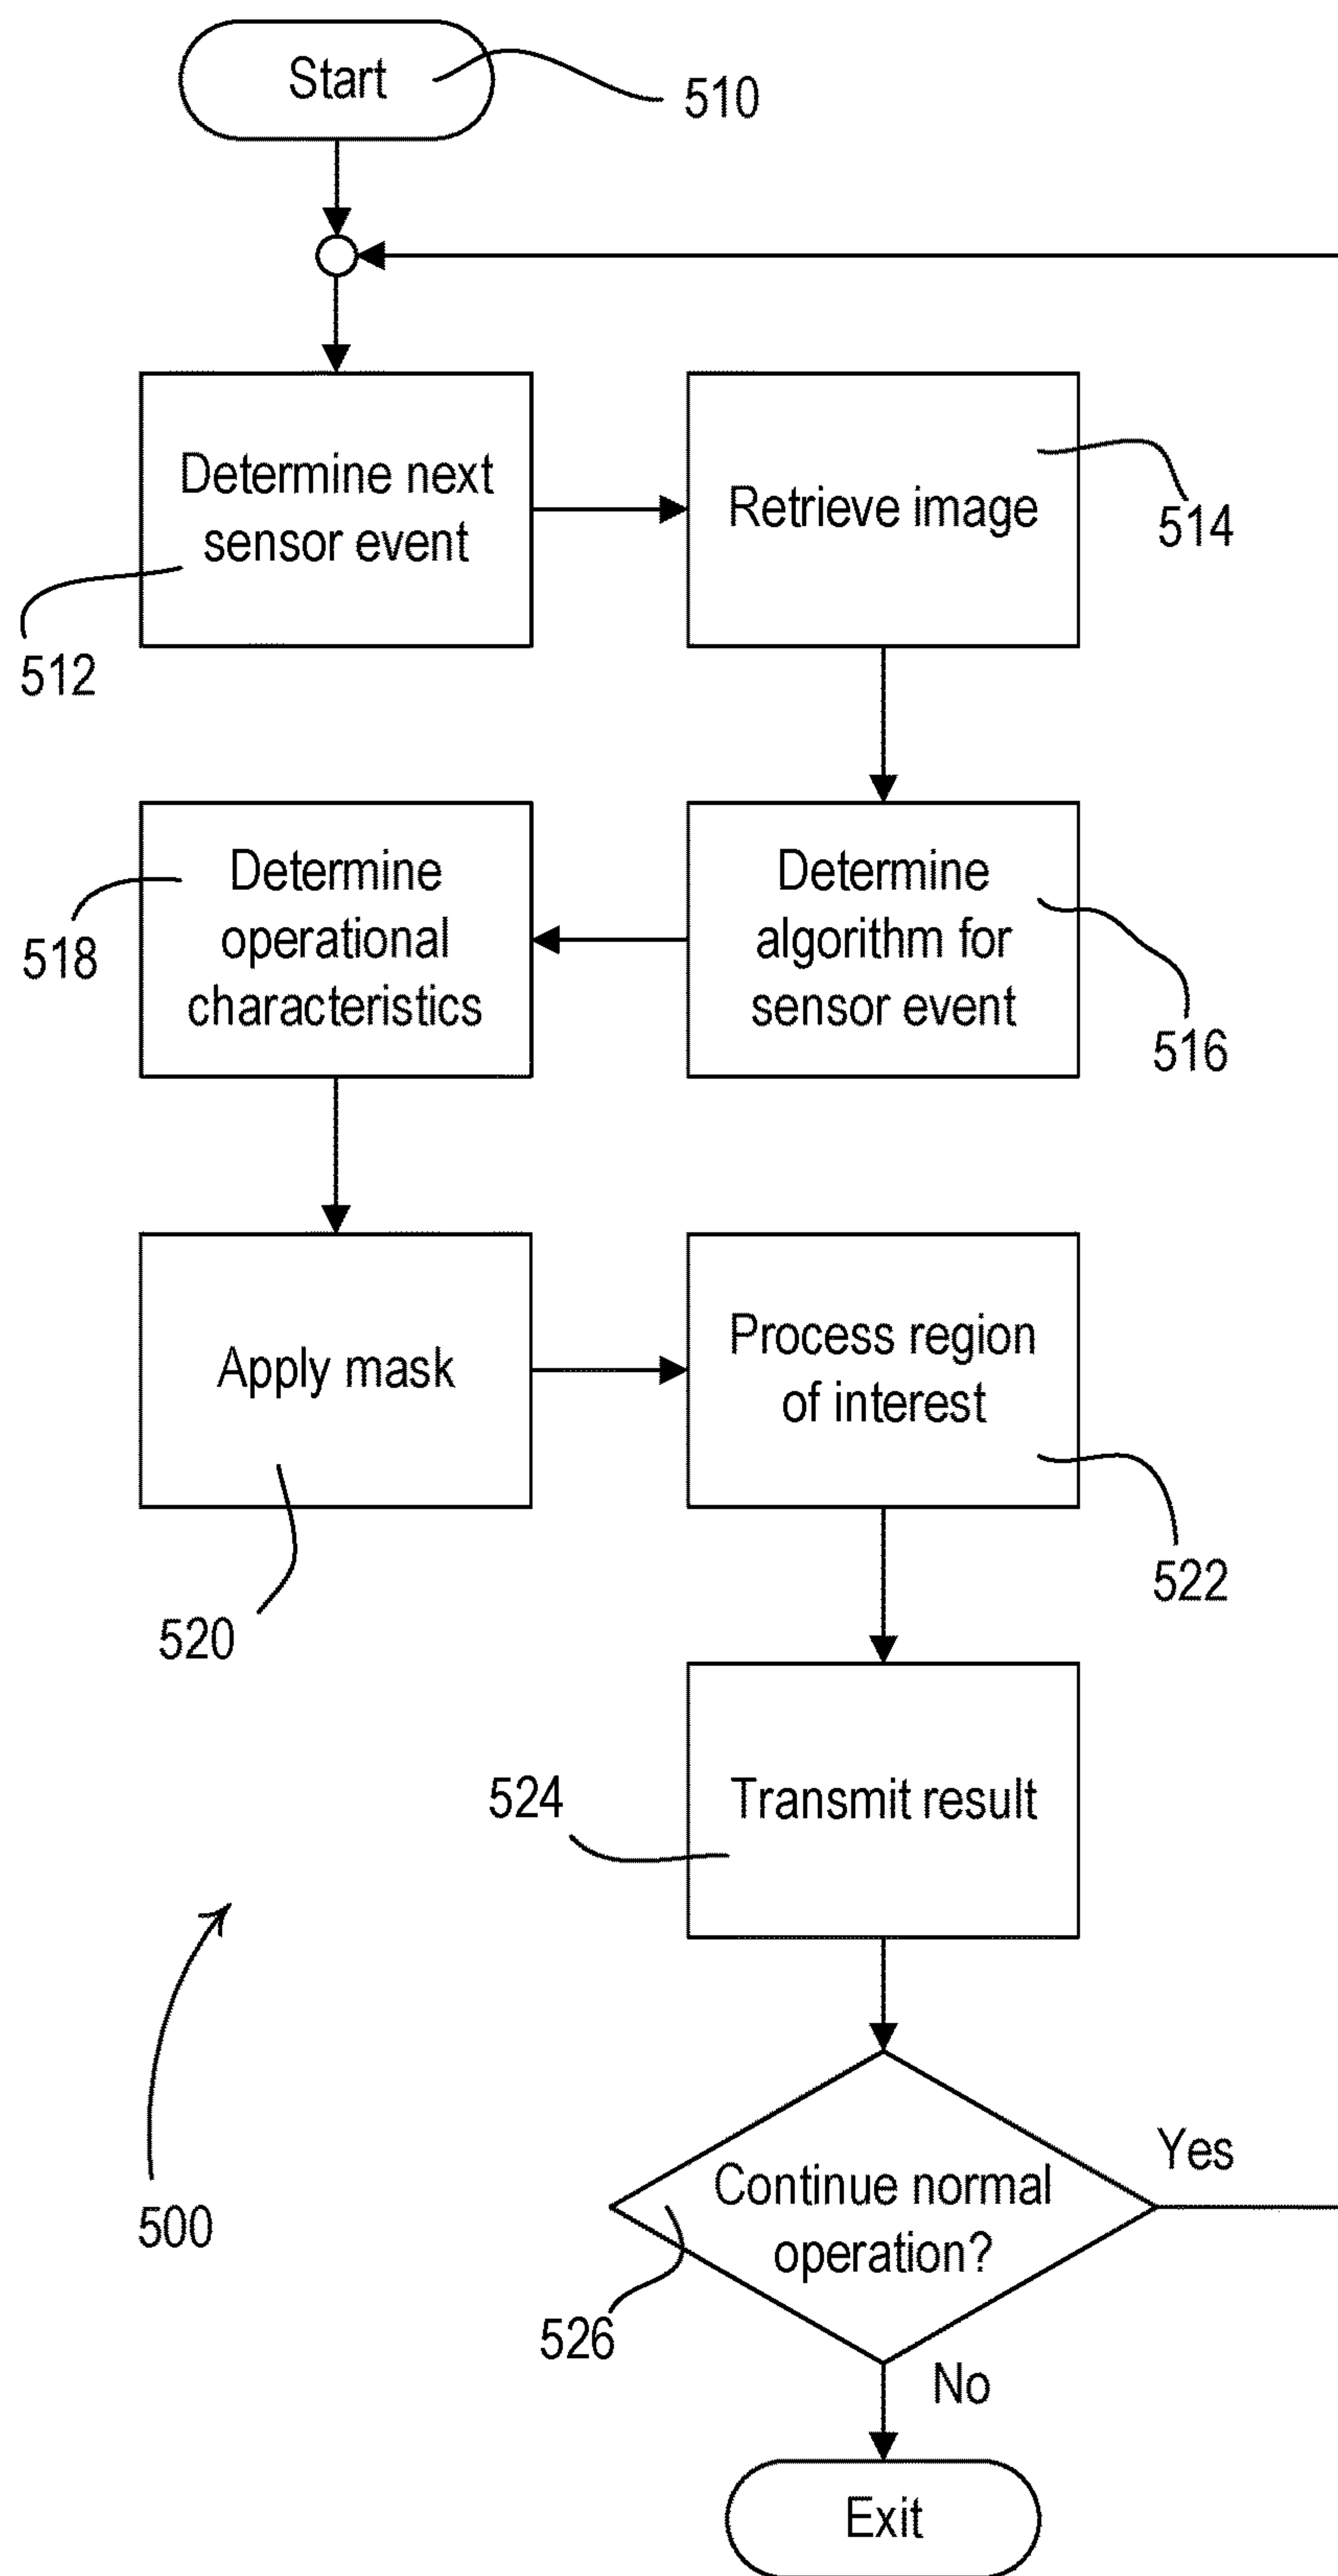 Start
510
Determine next
sensor event
512
Retrieve image
514
Determine
algorithm for
sensor event
516
Determine
operational
characteristics
518
Apply mask
520
Process region
of interest
522
Transmit result
524
500
Continue normal
operation?
526
Yes
No
Exit